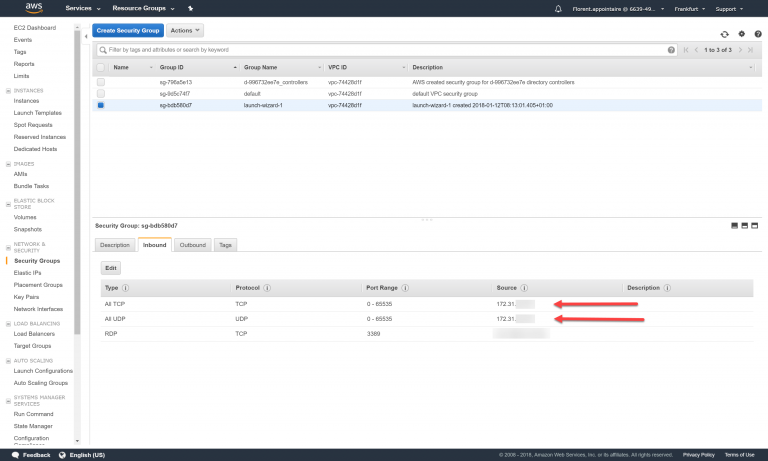 aws Services Resource Groups Florent.appointaire @ 6639-49... Frankfurt Support
EC2 Dashboard
Events
Tags
Reports
Limits
INSTANCES
Instances
Launch Templates
Spot Requests
Reserved Instances
Dedicated Hosts
IMAGES
AMIs
Bundle Tasks
ELASTIC BLOCK
STORE
Volumes
Snapshots
NETWORK &
SECURITY
Security Groups
Elastic IPs
Placement Groups
Key Pairs
Network Interfaces
LOAD BALANCING
Load Balancers
Target Groups
AUTO SCALING
Launch Configurations
Auto Scaling Groups
SYSTEMS MANAGER
SERVICES
Run Command
State Manager
Configuration
Create Security Group Actions
Filter by tags and attributes or search by keyword 1 to 3 of 3
Name Group ID Group Name VPC ID Description
sg-796a5e13 d-996732ee7e_controllers vpc-74428d1f AWS created security group for d-996732ee7e directory controllers
sg-9d5c74f7 default vpc-74428d1f default VPC security group
sg-bdb580d7 launch-wizard-1 vpc-74428d1f launch-wizard-1 created 2018-01-12T08:13:01.405+01:00
Security Group: sg-bdb580d7
Description Inbound Outbound Tags
Edit
Type Protocol Port Range Source Description
All TCP TCP 0 - 65535 172.31.
All UDP UDP 0 - 65535 172.31.
RDP TCP 3389
Feedback English (US) © 2008 - 2018, Amazon Web Services, Inc. or its affiliates. All rights reserved. Privacy Policy Terms of Use